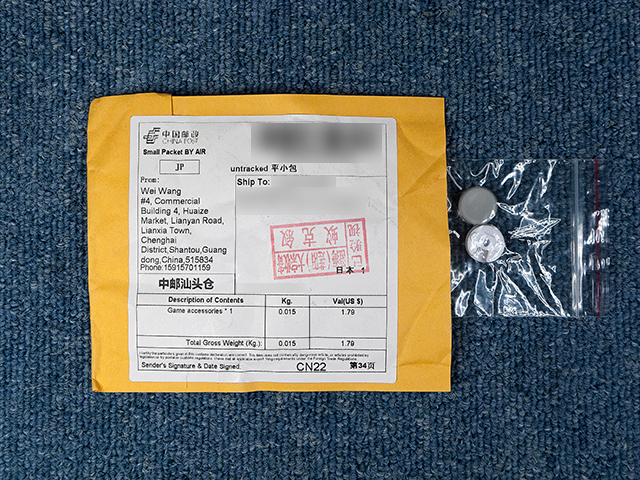 中国邮政
CHINA POST
Small Packet BY AIR
JP
untracked 平小包
From:
Wei Wang
#4, Commercial
Building 4, Huaize
Market, Lianyan Road,
Lianxia Town,
Chenghai
District,Shantou,Guang
dong,China,515834
Phone:15915701159
Ship To:
已验视
日本 1
中邮汕头仓
Description of Contents Kg. Val(US $)
Game accessories * 1 0.015 1.79
Total Gross Weight (Kg.): 0.015 1.79
Sender's Signature & Date Signed. CN22 第34页